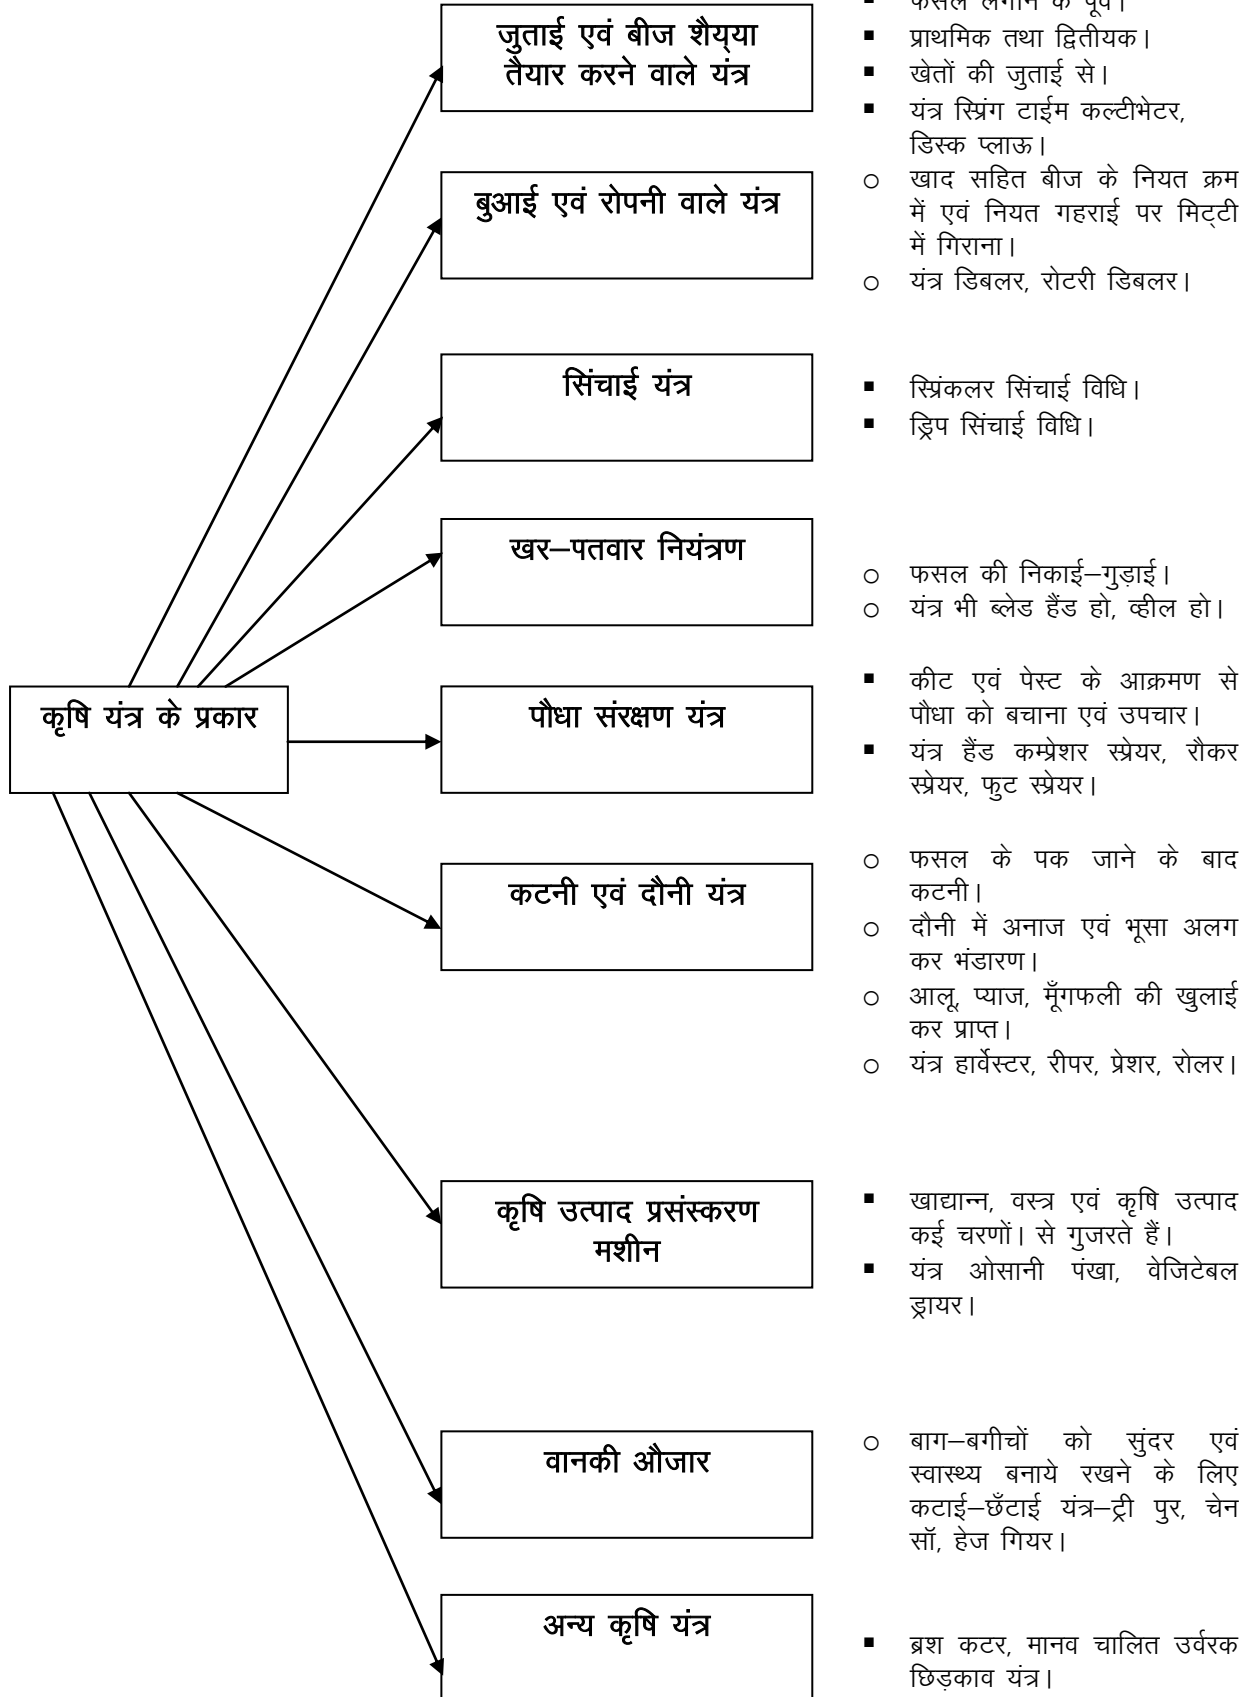 जुताई एवं बीज शैय्या
तैयार करने वाले यंत्र
▪ फसल लगाने के पूर्व।
▪ प्राथमिक तथा द्वितीयक।
▪ खेतों की जुताई से।
▪ यंत्र स्प्रिंग टाईम कल्टीभेटर,
डिस्क प्लाऊ।
बुआई एवं रोपनी वाले यंत्र
○ खाद सहित बीज के नियत क्रम
में एवं नियत गहराई पर मिट्टी
में गिराना।
○ यंत्र डिबलर, रोटरी डिबलर।
सिंचाई यंत्र
▪ स्प्रिंकलर सिंचाई विधि।
▪ ड्रिप सिंचाई विधि।
खर–पतवार नियंत्रण
○ फसल की निकाई–गुड़ाई।
○ यंत्र भी ब्लेड हैंड हो, व्हील हो।
कृषि यंत्र के प्रकार
पौधा संरक्षण यंत्र
▪ कीट एवं पेस्ट के आक्रमण से
पौधा को बचाना एवं उपचार।
▪ यंत्र हैंड कम्प्रेशर स्प्रेयर, रौकर
स्प्रेयर, फुट स्प्रेयर।
कटनी एवं दौनी यंत्र
○ फसल के पक जाने के बाद
कटनी।
○ दौनी में अनाज एवं भूसा अलग
कर भंडारण।
○ आलू, प्याज, मूँगफली की खुलाई
कर प्राप्त।
○ यंत्र हार्वेस्टर, रीपर, प्रेशर, रोलर।
कृषि उत्पाद प्रसंस्करण
मशीन
▪ खाद्यान्न, वस्त्र एवं कृषि उत्पाद
कई चरणों। से गुजरते हैं।
▪ यंत्र ओसानी पंखा, वेजिटेबल
ड्रायर।
वानकी औजार
○ बाग–बगीचों को सुंदर एवं
स्वास्थ्य बनाये रखने के लिए
कटाई–छँटाई यंत्र–ट्री पुर, चेन
सॉ, हेज गियर।
अन्य कृषि यंत्र
▪ ब्रश कटर, मानव चालित उर्वरक
छिड़काव यंत्र।